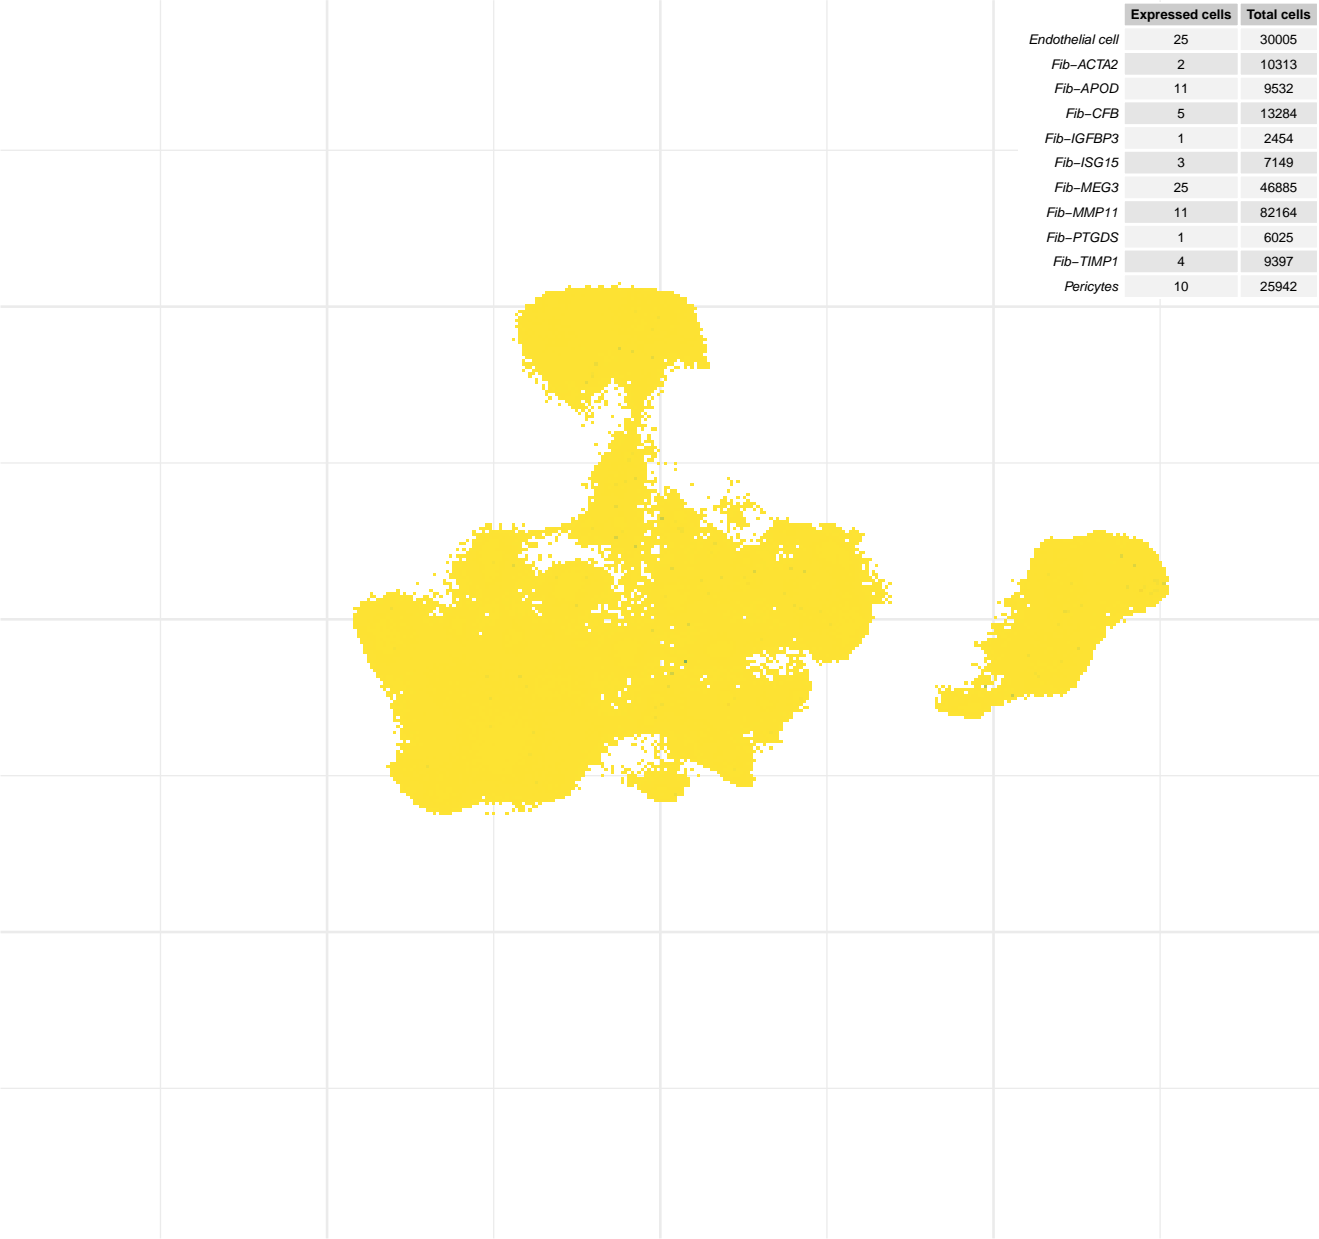 Expressed cells Total cells
Endothelial cell 25 30005
Fib−ACTA2 2 10313
Fib−APOD 11 9532
Fib−CFB 5 13284
Fib−IGFBP3 1 2454
Fib−ISG15 3 7149
Fib−MEG3 25 46885
Fib−MMP11 11 82164
Fib−PTGDS 1 6025
Fib−TIMP1 4 9397
Pericytes 10 25942